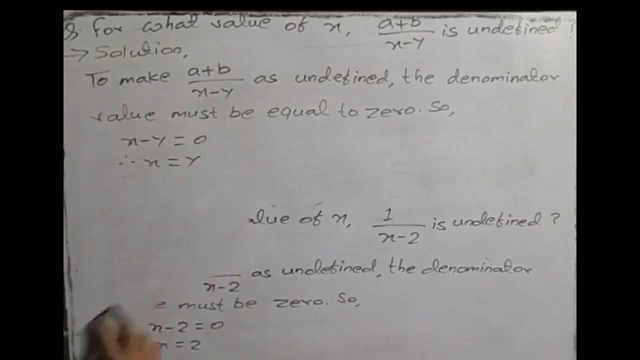 Q For what value of x, a+b/x-y is undefined?
→ Solution,
To make a+b/x-y as undefined, the denominator
value must be equal to zero. So,
x-y=0
∴ x=y
alue of x, 1/x-2 is undefined?
x-2 as undefined, the denominator
e must be zero. So,
x-2=0
x=2